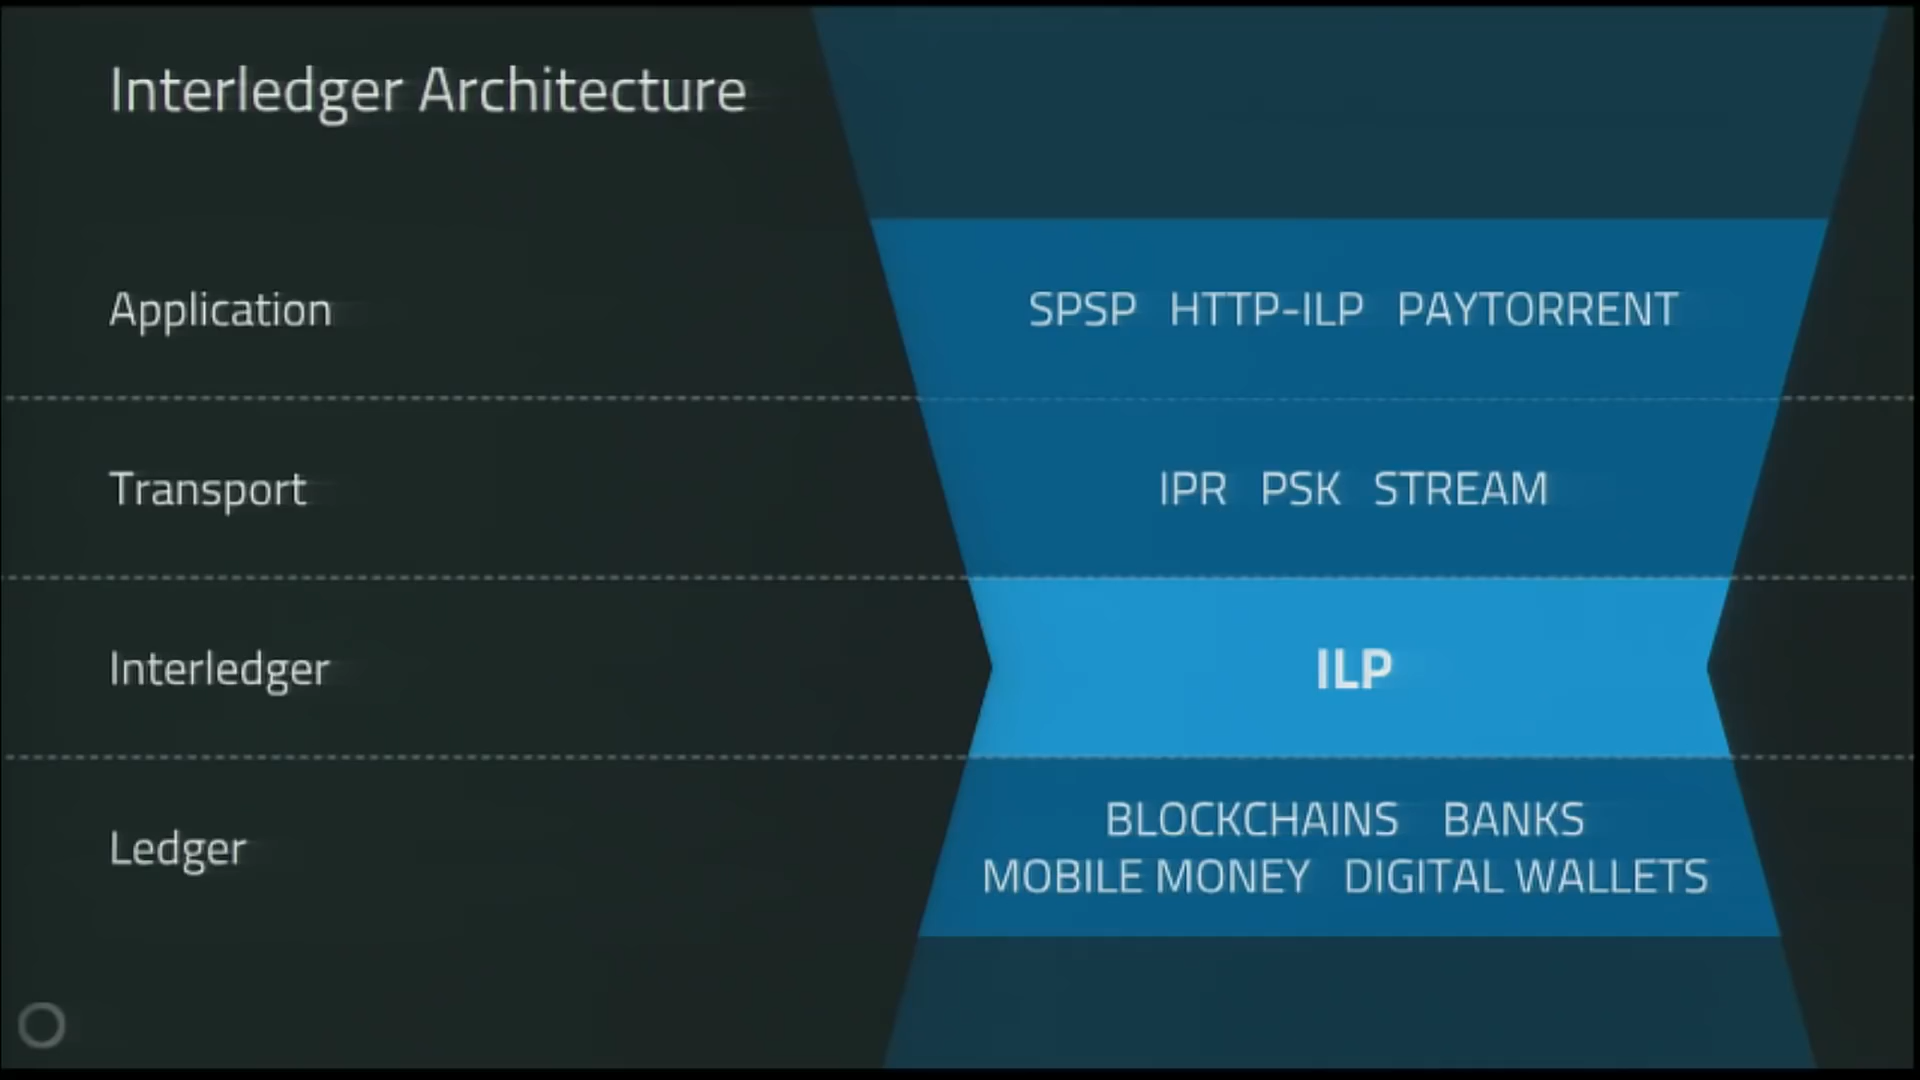 Interledger Architecture
Application
SPSP HTTP-ILP PAYTORRENT
Transport
IPR PSK STREAM
Interledger
ILP
Ledger
BLOCKCHAINS BANKS
MOBILE MONEY DIGITAL WALLETS